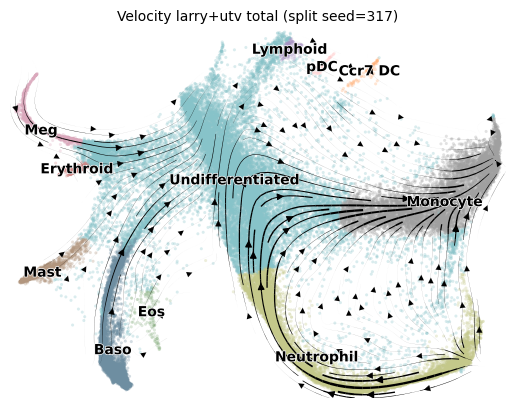 Velocity larry+utv total (split seed=317)
Lymphoid
pDC
Ccr7 DC
Meg
Erythroid
Undifferentiated
Monocyte
Mast
Eos
Baso
Neutrophil